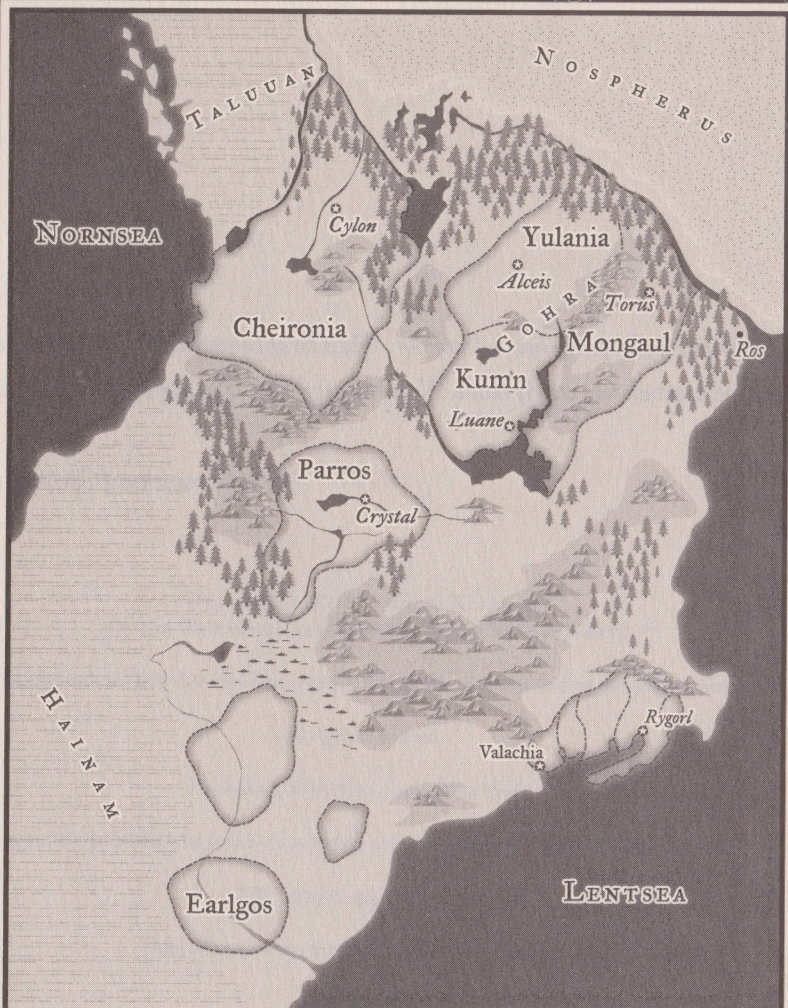 NOSPHERUS
TALUUAN
NORNSEA
Cylon
Yulania
Alceis
GOHRA
Torus
Cheironia
Mongaul
Ros
Kumn
Luane
Parros
Crystal
HAINAM
Rygorl
Valachia
Earlgos
LENTSEA